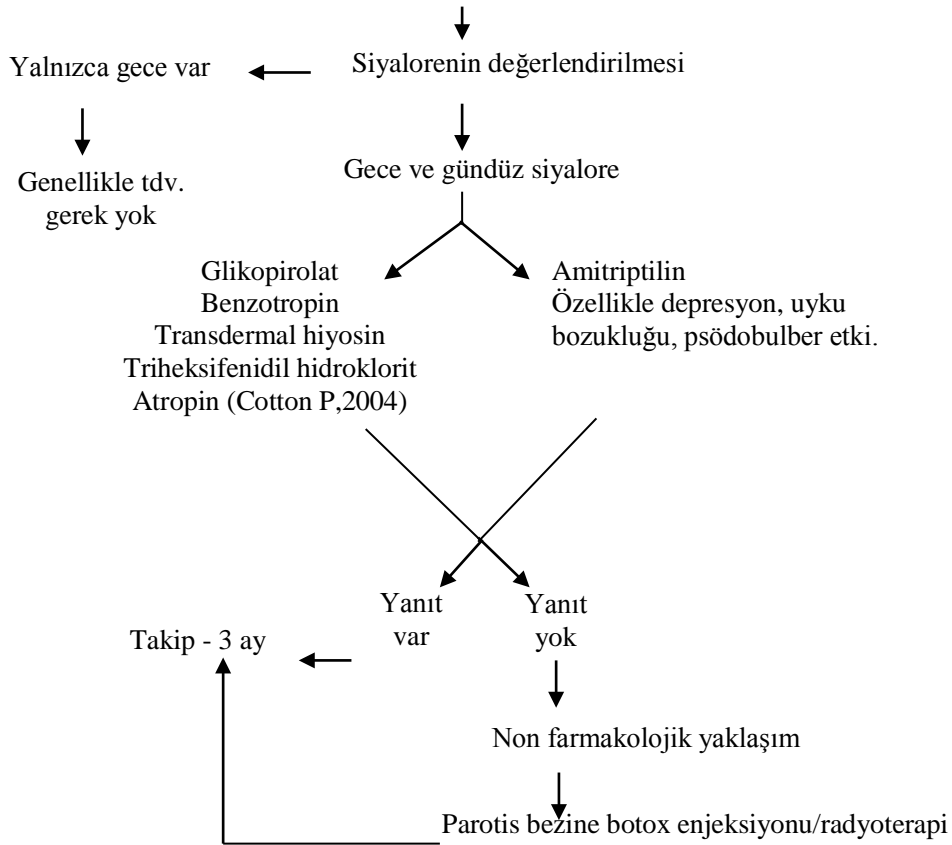 Yalnızca gece var
Siyalorenin değerlendirilmesi
Genellikle tdv.
gerek yok
Gece ve gündüz siyalore
Glikopirolat
Benzotropin
Transdermal hiyosin
Triheksifenidil hidroklorit
Atropin (Cotton P,2004)
Amitriptilin
Özellikle depresyon, uyku
bozukluğu, psödobulber etki.
Yanıt
var
Yanıt
yok
Takip - 3 ay
Non farmakolojik yaklaşım
Parotis bezine botox enjeksiyonu/radyoterapi